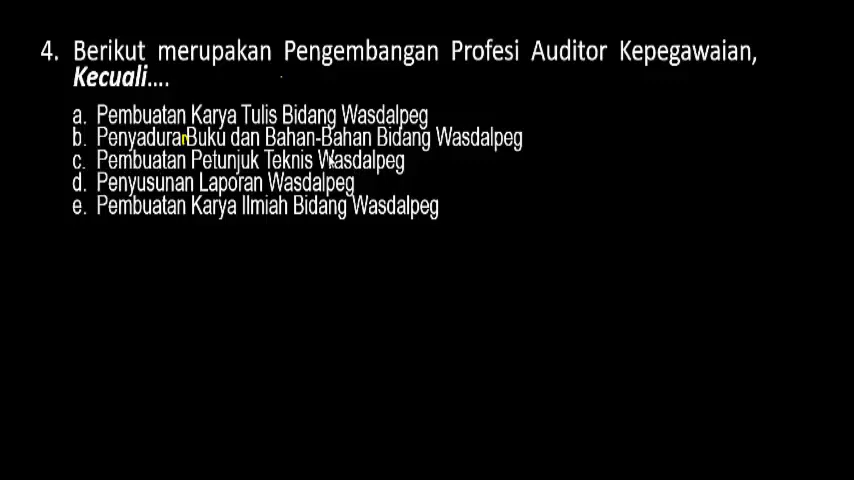 4. Berikut merupakan Pengembangan Profesi Auditor Kepegawaian,
Kecuali....
a. Pembuatan Karya Tulis Bidang Wasdalpeg
b. Penyaduran Buku dan Bahan-Bahan Bidang Wasdalpeg
c. Pembuatan Petunjuk Teknis Wasdalpeg
d. Penyusunan Laporan Wasdalpeg
e. Pembuatan Karya Ilmiah Bidang Wasdalpeg